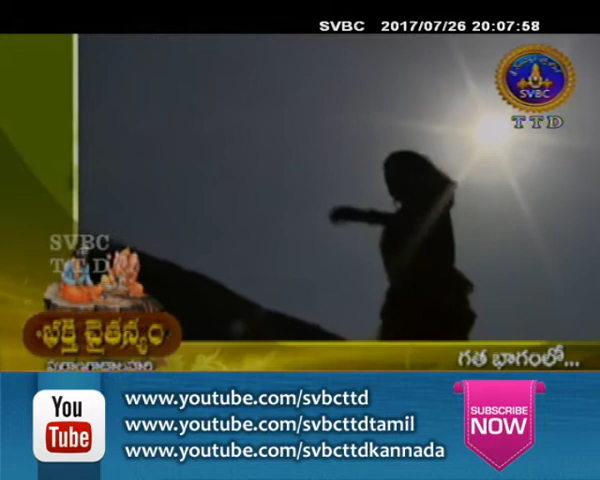 SVBC 2017/07/26 20:07:58
SVBC
TTD
SVBC
TTD
భక్తి చైతన్యం
గత భాగంలో...
You
Tube
www.youtube.com/svbcttd
www.youtube.com/svbcttdtamil
www.youtube.com/svbcttdkannada
SUBSCRIBE
NOW